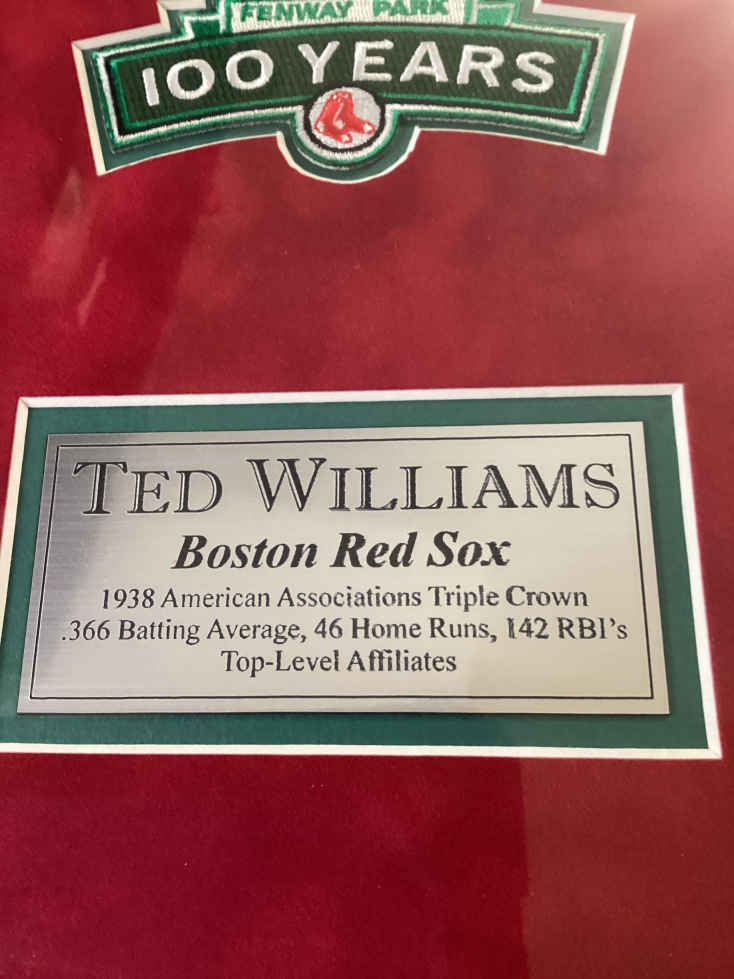 FENWAY PARK
100 YEARS
TED WILLIAMS
Boston Red Sox
1938 American Associations Triple Crown
.366 Batting Average, 46 Home Runs, 142 RBI's
Top-Level Affiliates